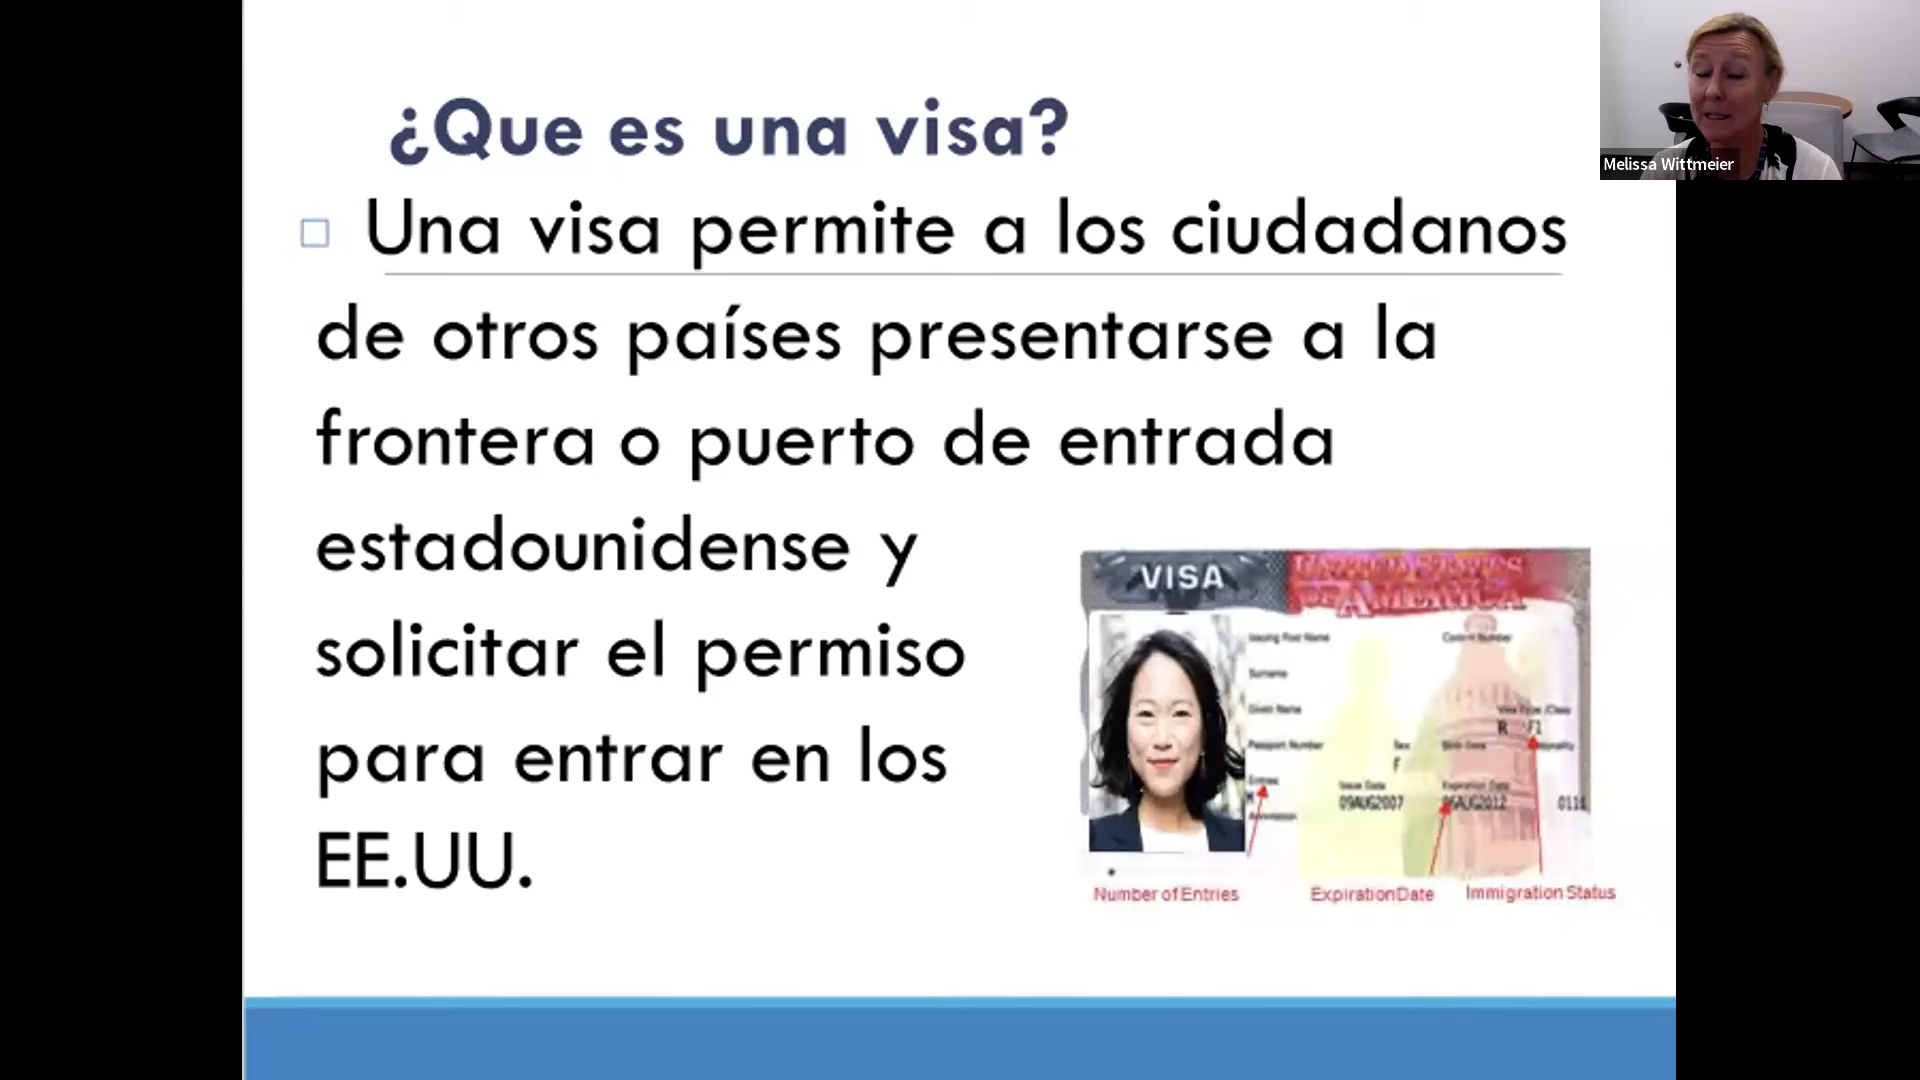 ¿Que es una visa?
Una visa permite a los ciudadanos
de otros países presentarse a la
frontera o puerto de entrada
estadounidense y
solicitar el permiso
para entrar en los
EE.UU.
VISA
UNITED STATES
OF AMERICA
Issuing Post Name
Control Number
Surname
Given Name
Visa Type /Class
R F1
Passport Number
Sex
Birth Date
Nationality
F
Entries
Issue Date
Expiration Date
M
09AUG2007
AUG2012
Annotation
Number of Entries
Expiration Date
Immigration Status
Melissa Wittmeier